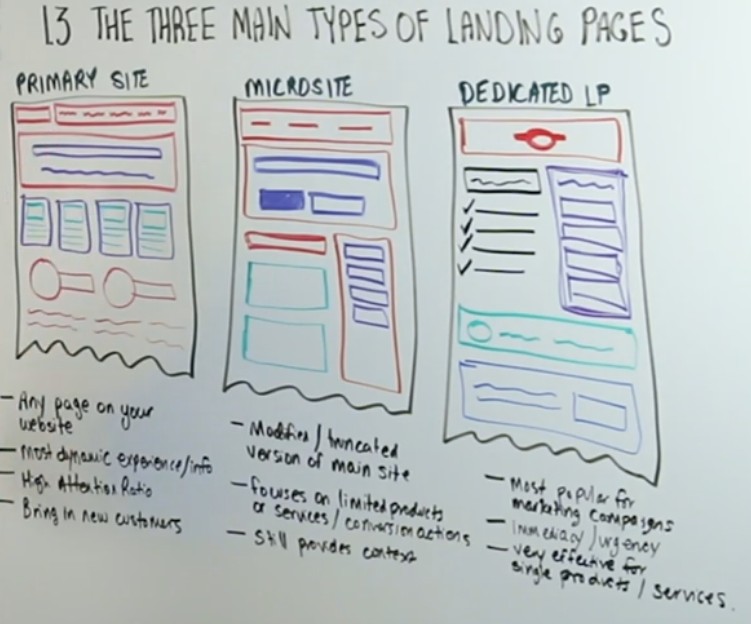 1.3 THE THREE MAIN TYPES OF LANDING PAGES
PRIMARY SITE
- Any page on your
website
- Most dynamic experience/info
- High Attention Ratio
- Bring in new customers
MICROSITE
- Modified / truncated
version of main site
- focuses on limited products
or services / conversion actions
- Still provides context
DEDICATED LP
- Most popular for
marketing campaigns
- Immediacy / urgency
- very effective for
single products / services.